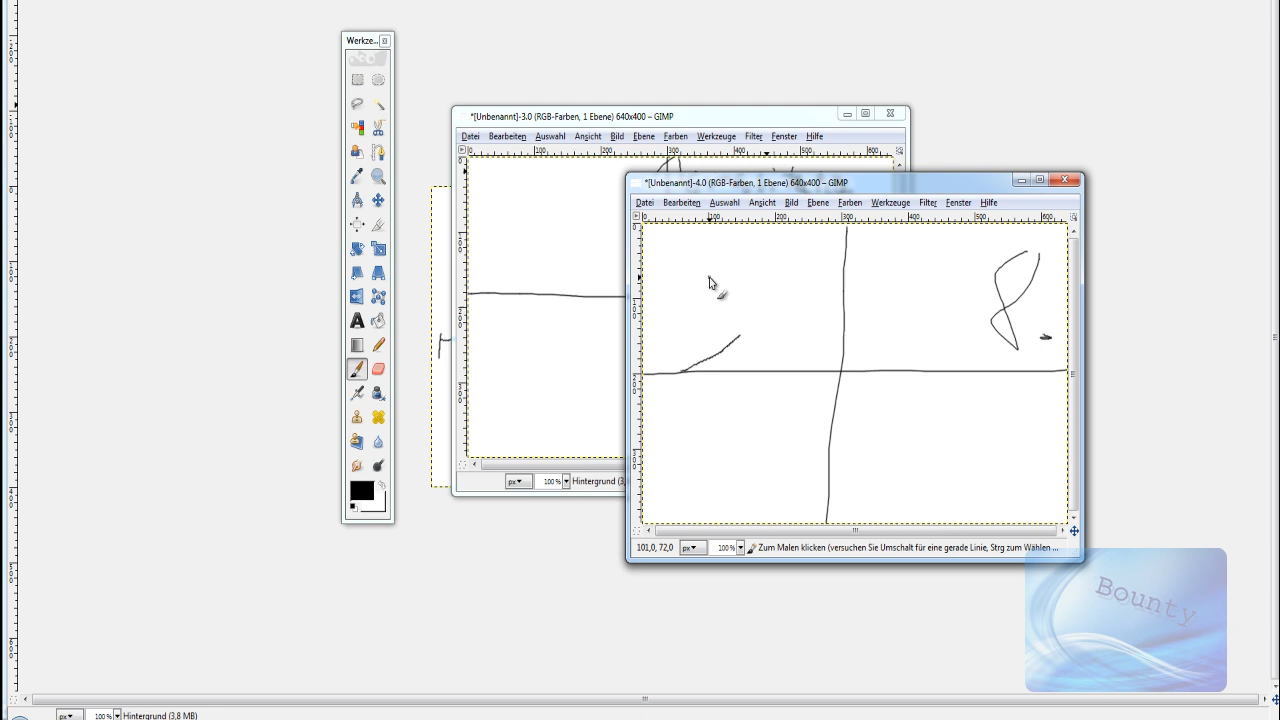 Werkze...
*[Unbenannt]-3.0 (RGB-Farben, 1 Ebene) 640x400 – GIMP
Datei Bearbeiten Auswahl Ansicht Bild Ebene Farben Werkzeuge Filter Fenster Hilfe
0 100 200 300 400 500 600
*[Unbenannt]-4.0 (RGB-Farben, 1 Ebene) 640x400 – GIMP
Datei Bearbeiten Auswahl Ansicht Bild Ebene Farben Werkzeuge Filter Fenster Hilfe
0 100 200 300 400 500 600
8.
px 100 % Hintergrund (3,
101,0, 72,0 px 100 % Zum Malen klicken (versuchen Sie Umschalt für eine gerade Linie, Strg zum Wählen ...
Bounty
px 100 % Hintergrund (3,8 MB)